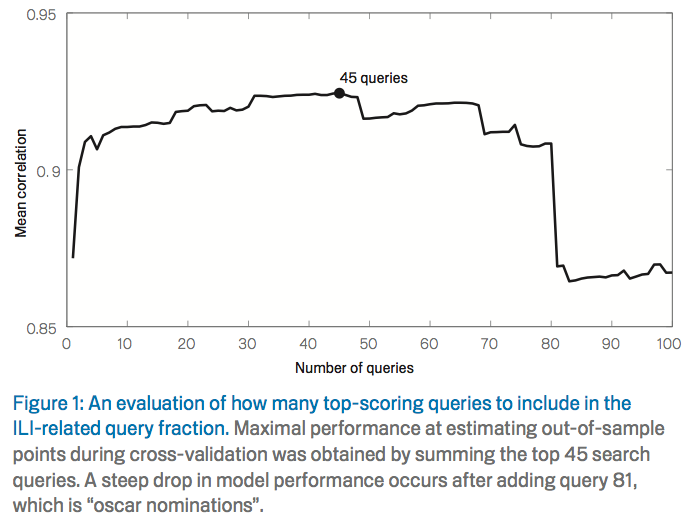 0.95
45 queries
Mean correlation
0.9
0.85
0 10 20 30 40 50 60 70 80 90 100
Number of queries
Figure 1: An evaluation of how many top-scoring queries to include in the
ILI-related query fraction. Maximal performance at estimating out-of-sample
points during cross-validation was obtained by summing the top 45 search
queries. A steep drop in model performance occurs after adding query 81,
which is “oscar nominations”.